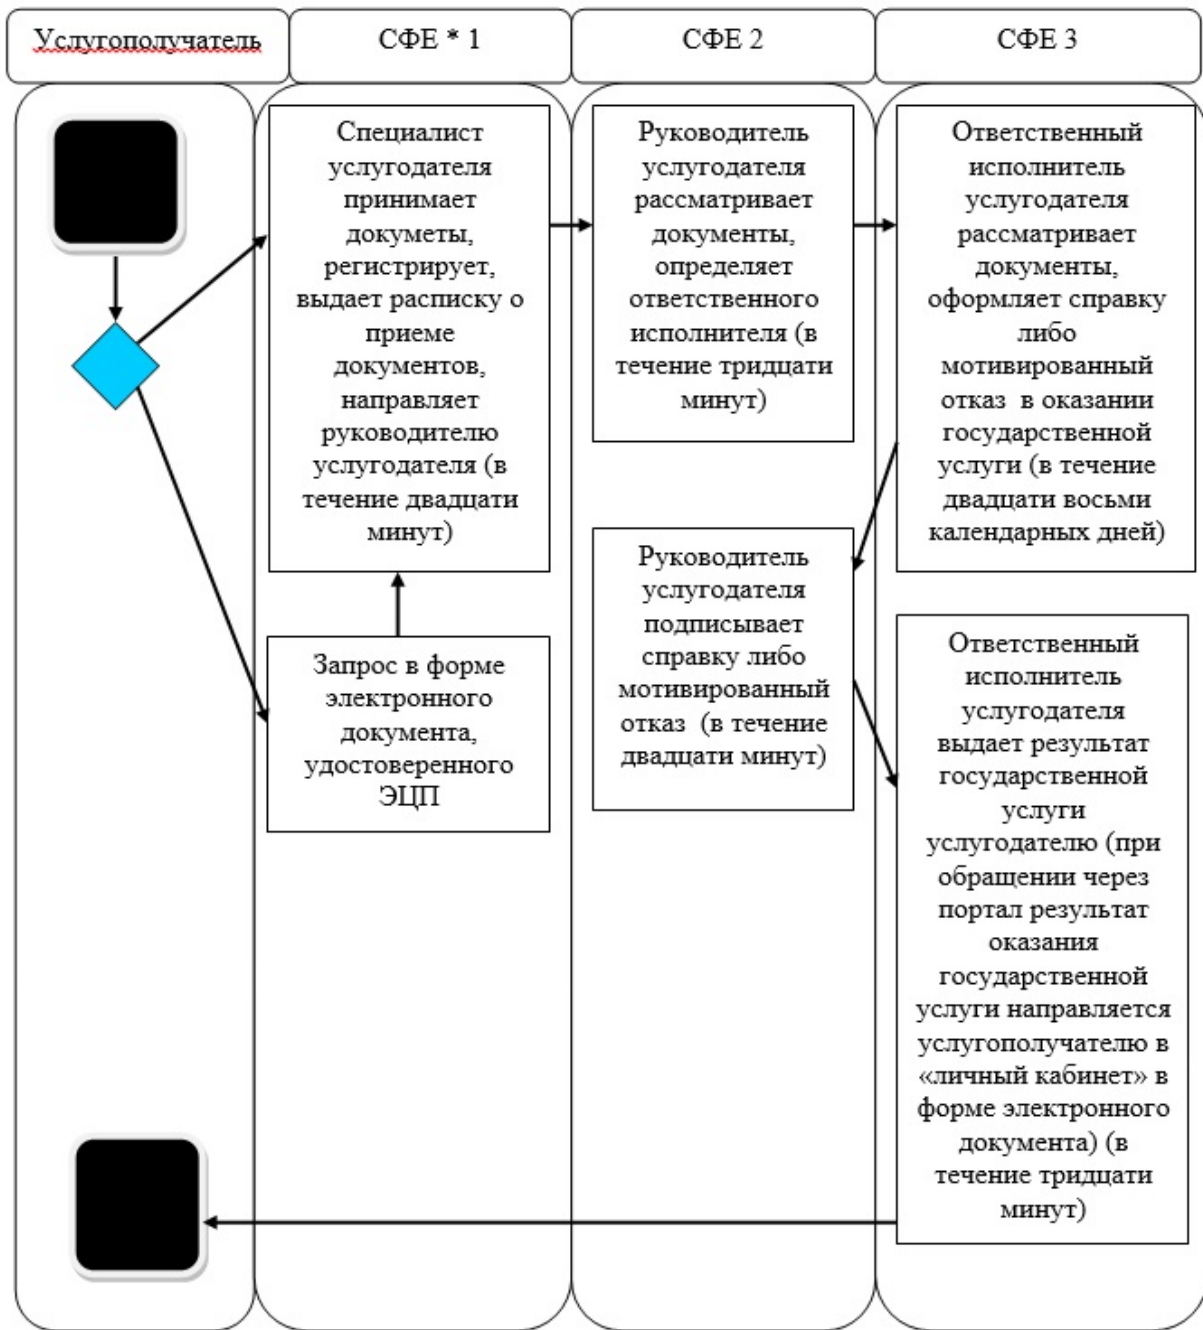 Услугополучатель
СФЕ * 1
СФЕ 2
СФЕ 3
Специалист
услугодателя
принимает
докуметы,
регистрирует,
выдает расписку о
приеме
документов,
направляет
руководителю
услугодателя (в
течение двадцати
минут)
Запрос в форме
электронного
документа,
удостоверенного
ЭЦП
Руководитель
услугодателя
рассматривает
документы,
определяет
ответственного
исполнителя (в
течение тридцати
минут)
Ответственный
исполнитель
услугодателя
рассматривает
документы,
оформляет справку
либо
мотивированный
отказ в оказании
государственной
услуги (в течение
двадцати восьми
календарных дней)
Руководитель
услугодателя
подписывает
справку либо
мотивированный
отказ (в течение
двадцати минут)
Ответственный
исполнитель
услугодателя
выдает результат
государственной
услуги
услугодателю (при
обращении через
портал результат
оказания
государственной
услуги направляется
услугополучателю в
«личный кабинет» в
форме электронного
документа) (в
течение тридцати
минут)